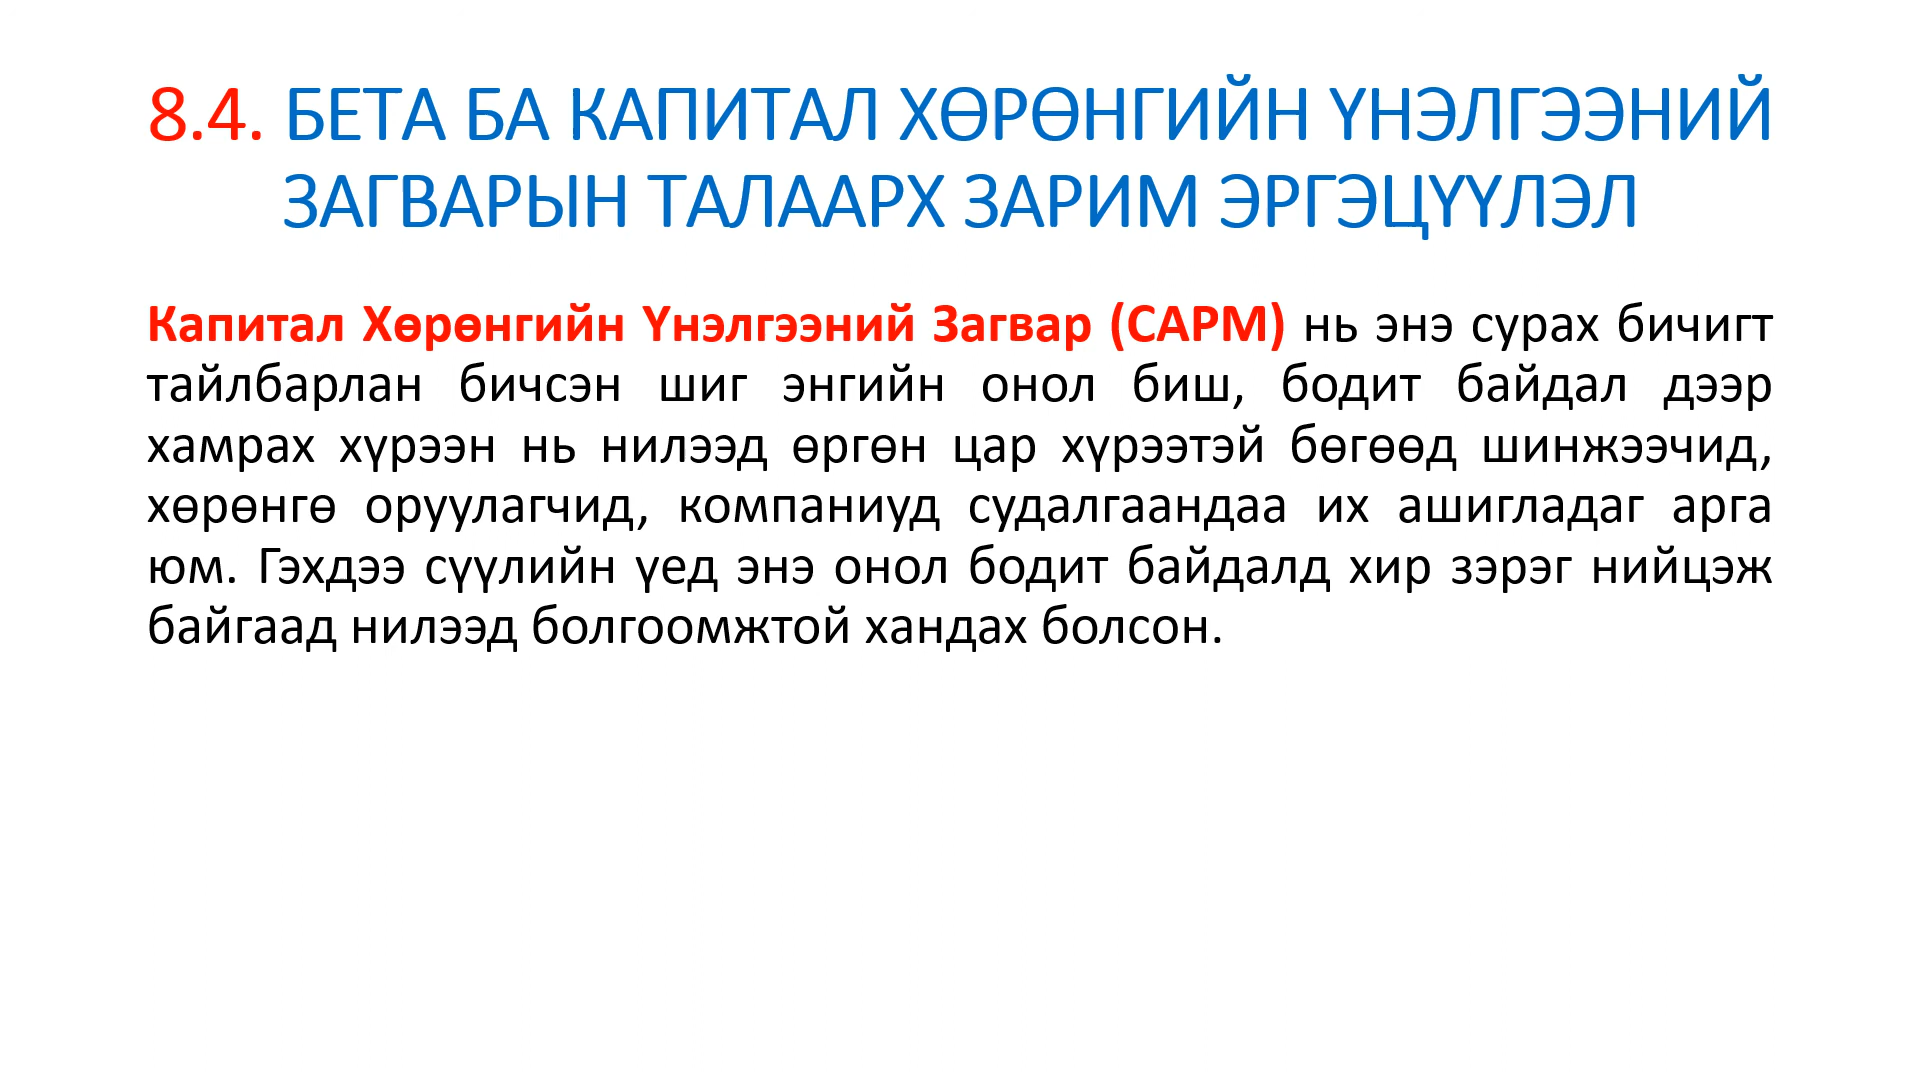 8.4. БЕТА БА КАПИТАЛ ХӨРӨНГИЙН ҮНЭЛГЭЭНИЙ
ЗАГВАРЫН ТАЛААРХ ЗАРИМ ЭРГЭЦҮҮЛЭЛ
Капитал Хөрөнгийн Үнэлгээний Загвар (CAPM) нь энэ сурах бичигт
тайлбарлан бичсэн шиг энгийн онол биш, бодит байдал дээр
хамрах хүрээн нь нилээд өргөн цар хүрээтэй бөгөөд шинжээчид,
хөрөнгө оруулагчид, компаниуд судалгаандаа их ашигладаг арга
юм. Гэхдээ сүүлийн үед энэ онол бодит байдалд хир зэрэг нийцэж
байгаад нилээд болгоомжтой хандах болсон.